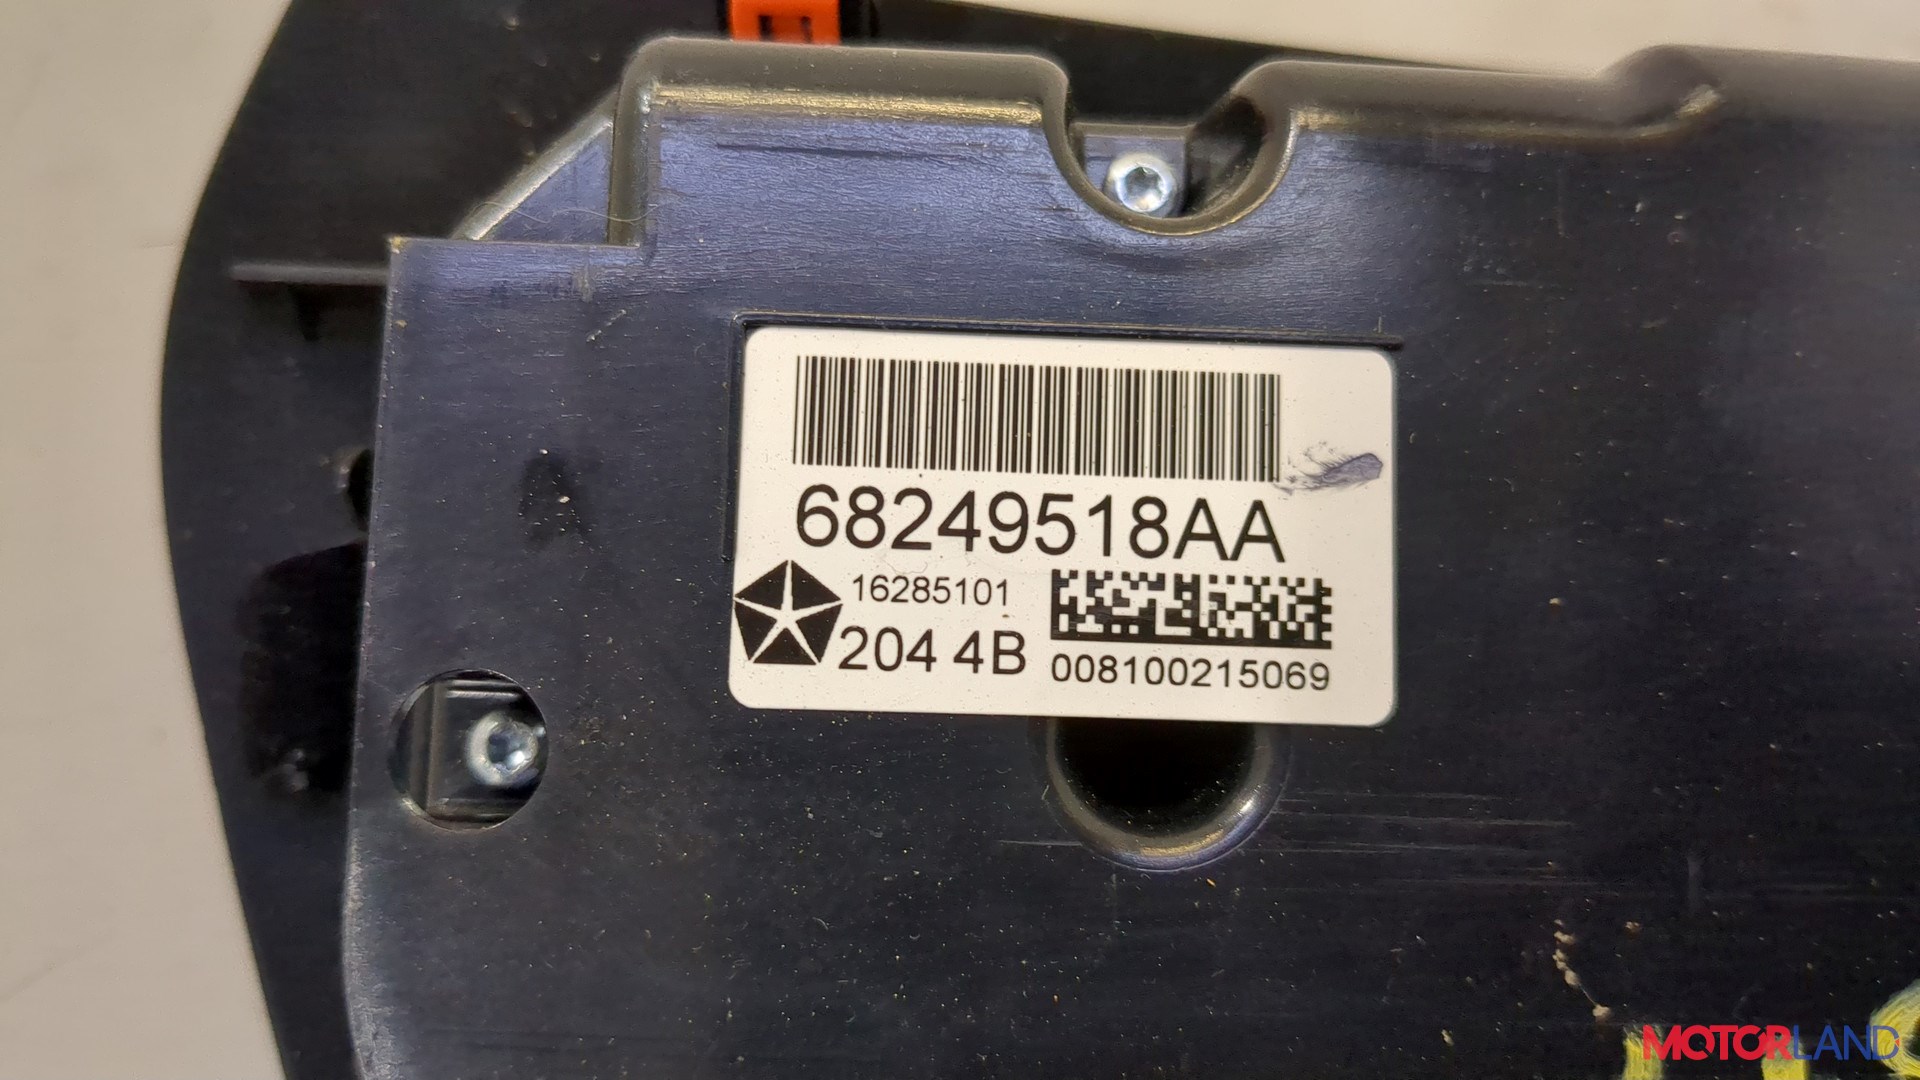 68249518AA
16285101
204 4B
008100215069
MOTORLAND